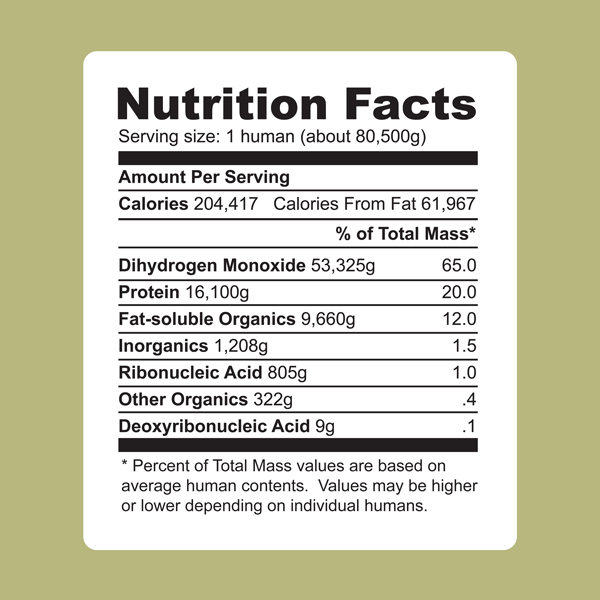 Nutrition Facts
Serving size: 1 human (about 80,500g)
Amount Per Serving
Calories 204,417 Calories From Fat 61,967
% of Total Mass*
Dihydrogen Monoxide 53,325g 65.0
Protein 16,100g 20.0
Fat-soluble Organics 9,660g 12.0
Inorganics 1,208g 1.5
Ribonucleic Acid 805g 1.0
Other Organics 322g .4
Deoxyribonucleic Acid 9g .1
* Percent of Total Mass values are based on
average human contents.  Values may be higher
or lower depending on individual humans.